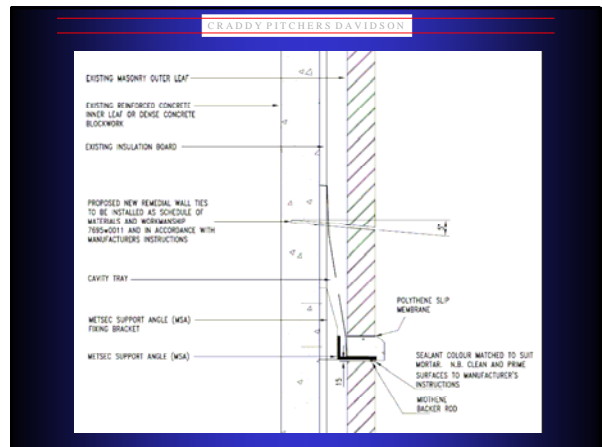 CRADDY PITCHERS DAVIDSON
EXISTING MASONRY OUTER LEAF
EXISTING REINFORCED CONCRETE
INNER LEAF OR DENSE CONCRETE
BLOCKWORK
EXISTING INSULATION BOARD
PROPOSED NEW REMEDIAL WALL TIES
TO BE INSTALLED AS SCHEDULE OF
MATERIALS AND WORKMANSHIP
7695w0011 AND IN ACCORDANCE WITH
MANUFACTURERS INSTRUCTIONS
CAVITY TRAY
METSEC SUPPORT ANGLE (MSA)
FIXING BRACKET
METSEC SUPPORT ANGLE (MSA)
15
POLYTHENE SLIP
MEMBRANE
SEALANT COLOUR MATCHED TO SUIT
MORTAR. N.B. CLEAN AND PRIME
SURFACES TO MANUFACTURER'S
INSTRUCTIONS
MIOTHENE
BACKER ROD